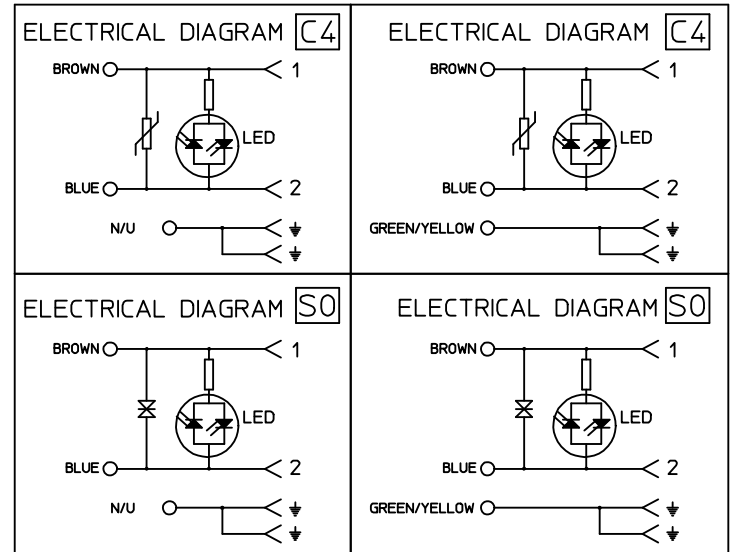 ELECTRICAL DIAGRAM C4
BROWN 1
LED
BLUE 2
N/U
ELECTRICAL DIAGRAM C4
BROWN 1
LED
BLUE 2
GREEN/YELLOW
ELECTRICAL DIAGRAM S0
BROWN 1
LED
BLUE 2
N/U
ELECTRICAL DIAGRAM S0
BROWN 1
LED
BLUE 2
GREEN/YELLOW